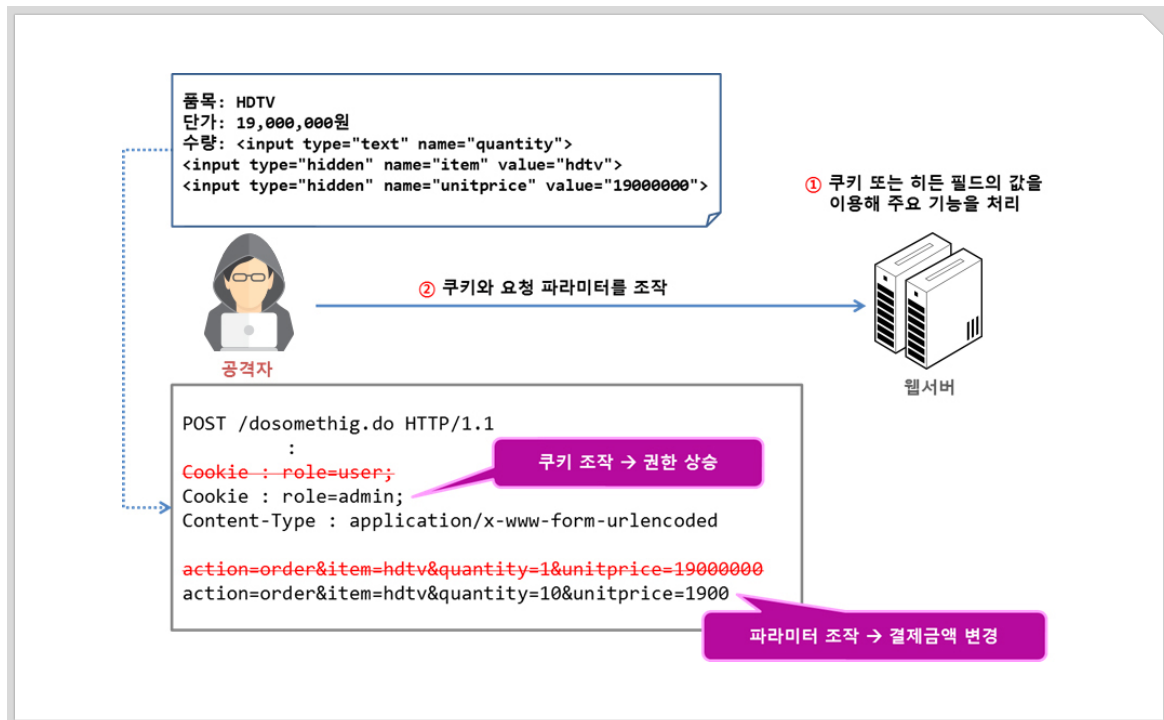 품목: HDTV
단가: 19,000,000원
수량: <input type="text" name="quantity">
<input type="hidden" name="item" value="hdtv">
<input type="hidden" name="unitprice" value="19000000">
① 쿠키 또는 히든 필드의 값을
이용해 주요 기능을 처리
② 쿠키와 요청 파라미터를 조작
공격자
웹서버
POST /dosomethig.do HTTP/1.1
:
Cookie : role=user;
쿠키 조작 → 권한 상승
Cookie : role=admin;
Content-Type : application/x-www-form-urlencoded
action=order&item=hdtv&quantity=1&unitprice=19000000
action=order&item=hdtv&quantity=10&unitprice=1900
파라미터 조작 → 결제금액 변경